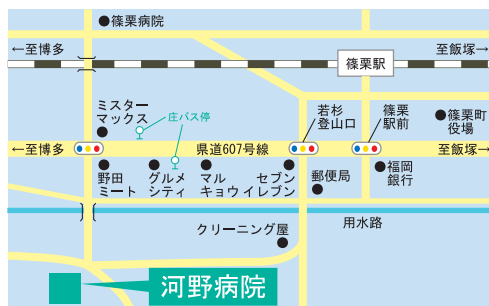 篠栗病院
←至博多
至飯塚→
篠栗駅
ミスター
マックス
庄バス停
若杉
登山口
篠栗
駅前
篠栗町
役場
←至博多
県道607号線
至飯塚→
野田
ミート
グルメ
シティ
マル
キョウ
セブン
イレブン
郵便局
福岡
銀行
用水路
クリーニング屋
河野病院